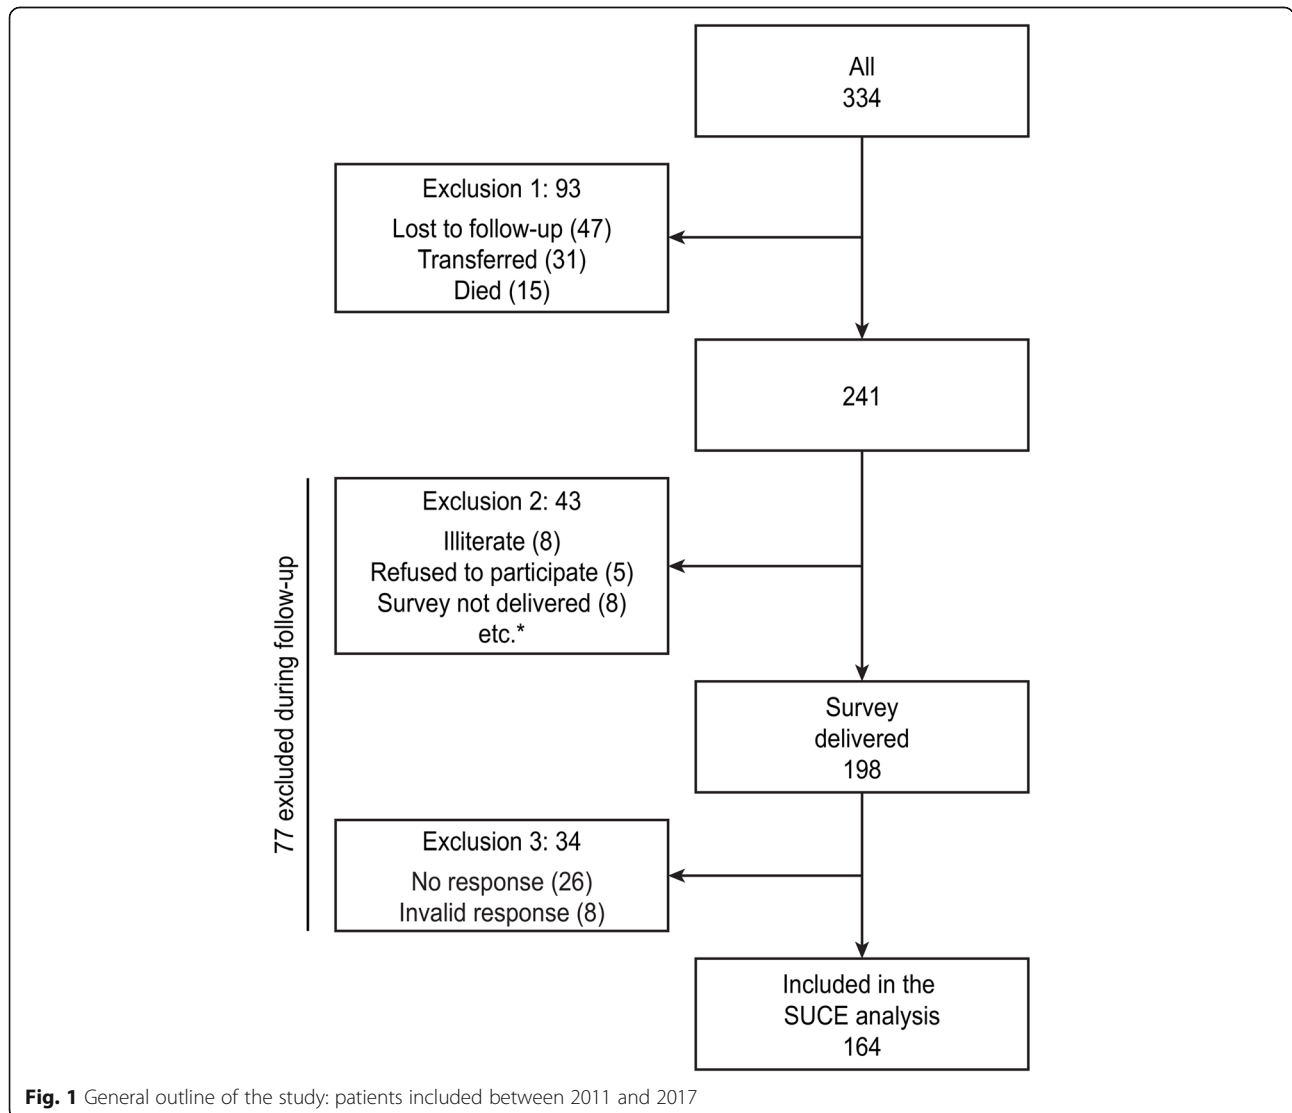 All
334
Exclusion 1: 93
Lost to follow-up (47)
Transferred (31)
Died (15)
241
77 excluded during follow-up
Exclusion 2: 43
Illiterate (8)
Refused to participate (5)
Survey not delivered (8)
etc.*
Survey
delivered
198
Exclusion 3: 34
No response (26)
Invalid response (8)
Included in the
SUCE analysis
164
Fig. 1 General outline of the study: patients included between 2011 and 2017